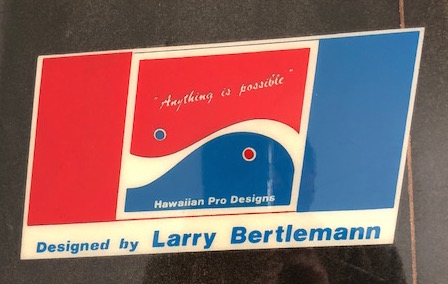 "Anything is possible"
Hawaiian Pro Designs
Designed by Larry Bertlemann